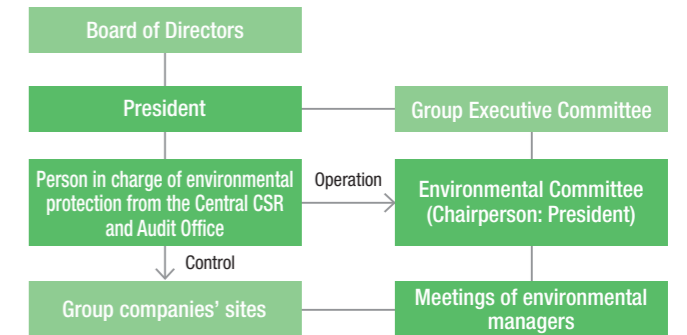 Board of Directors
President
Group Executive Committee
Person in charge of environmental
protection from the Central CSR
and Audit Office
Operation
Environmental Committee
(Chairperson: President)
Control
Group companies’ sites
Meetings of environmental
managers